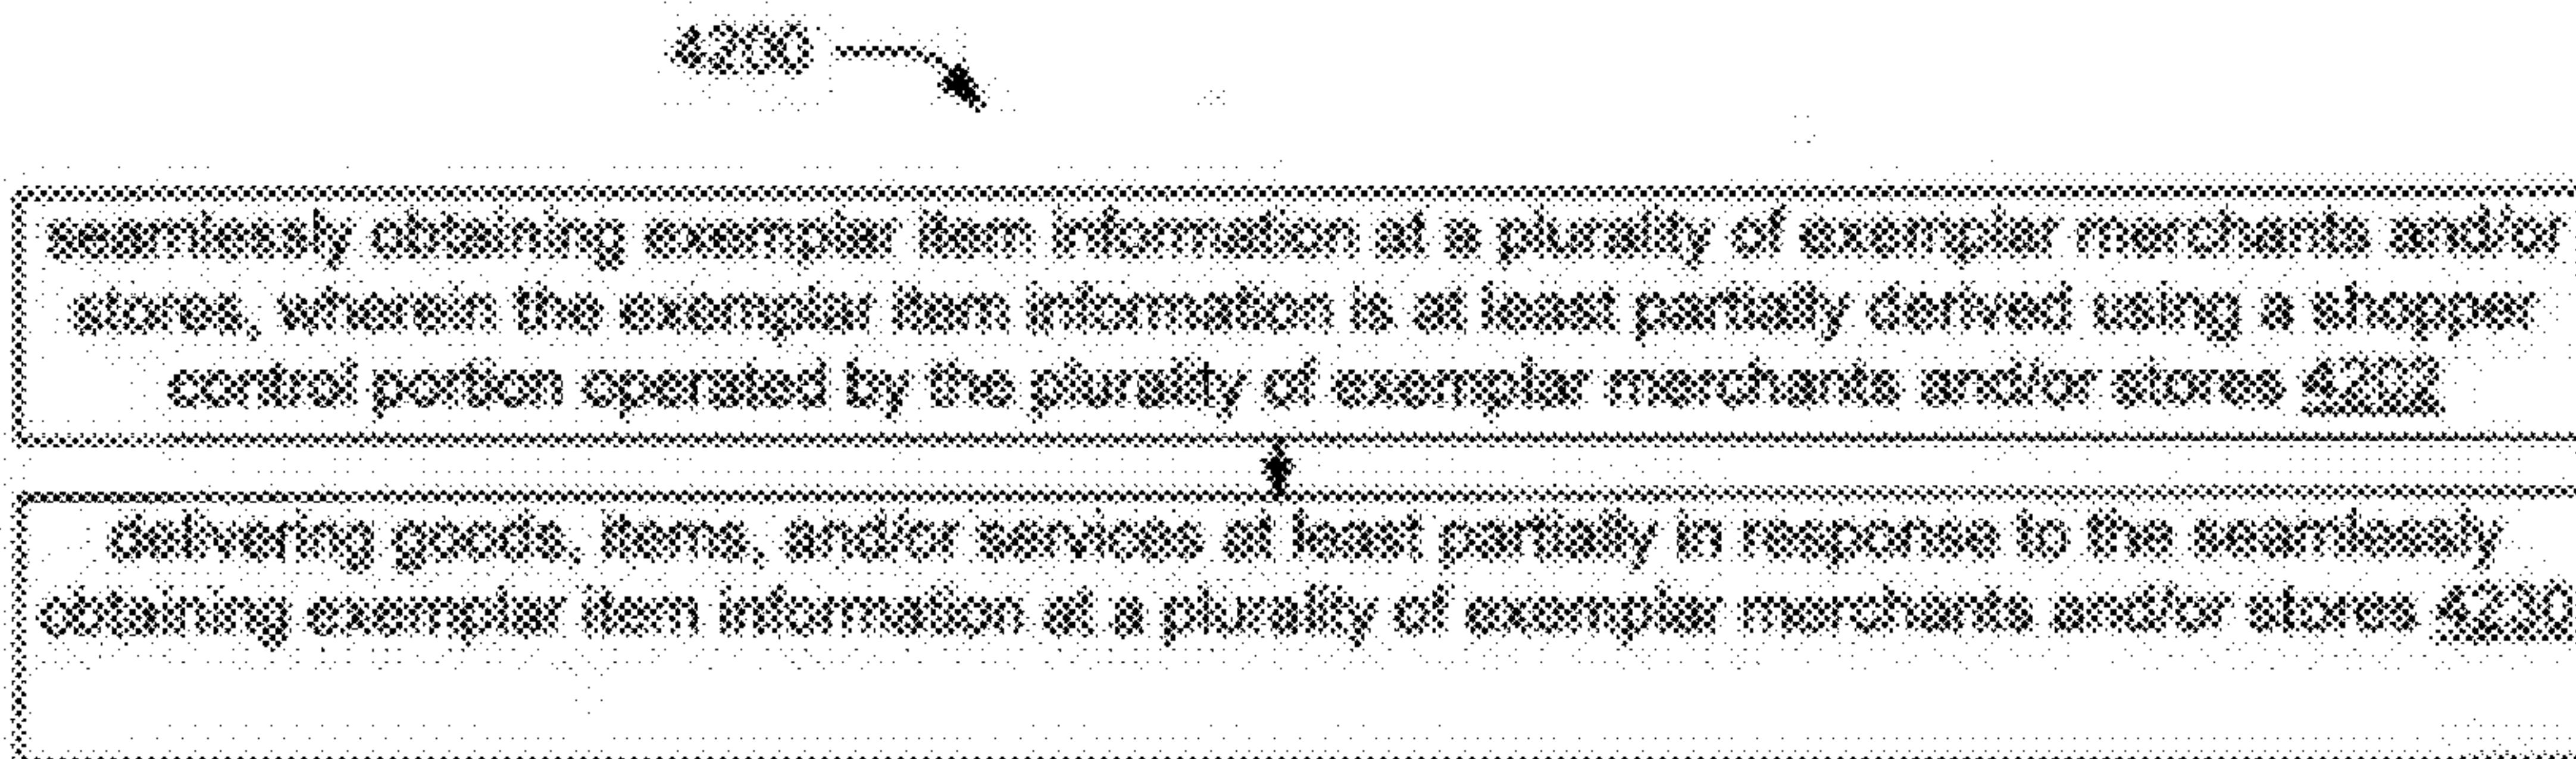 4200
seamlessly obtaining exemplar item information at a plurality of exemplar merchants and/or
stores, wherein the exemplar item information is at least partially derived using a shopper
control portion operated by the plurality of exemplar merchants and/or stores 4202
delivering goods, items, and/or services at least partially in response to the seamlessly
obtaining exemplar item information at a plurality of exemplar merchants and/or stores 4230